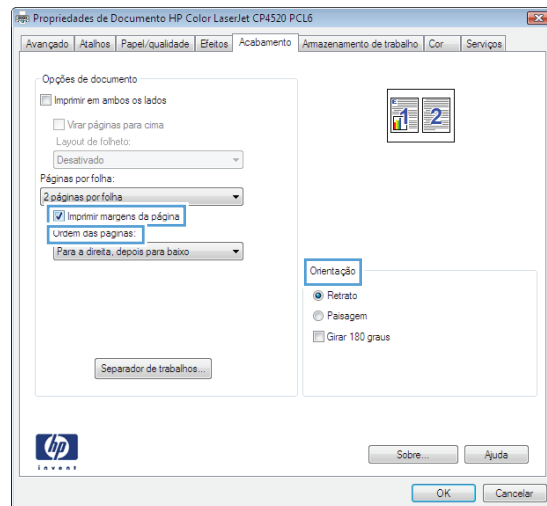 Propriedades de Documento HP Color LaserJet CP4520 PCL6
Avançado Atalhos Papel/qualidade Efeitos Acabamento Amazenamento de trabalho Cor Serviços
Opções de documento
Imprimir em ambos os lados
Virar páginas para cima
Layout de folheto:
Desativado
Páginas por folha:
2 páginas por folha
Imprimir margens da página
Ordem das páginas:
Para a direita, depois para baixo
Separador de trabalhos...
1 2
Orientação
Retrato
Paisagem
Girar 180 graus
hp
invent
Sobre... Ajuda
OK Cancelar